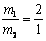 m₁/m₂ = 2/1